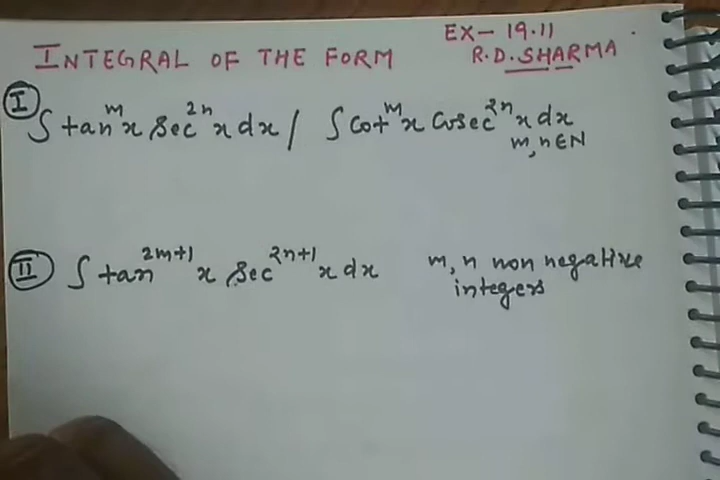 INTEGRAL OF THE FORM
EX- 19.11
R.D.SHARMA
I ∫ tan^m x sec^2n x dx / ∫ cot^m x cosec^2n x dx
m, n ∈ N
II ∫ tan^2m+1 x sec^2n+1 x dx m, n non negative
integers